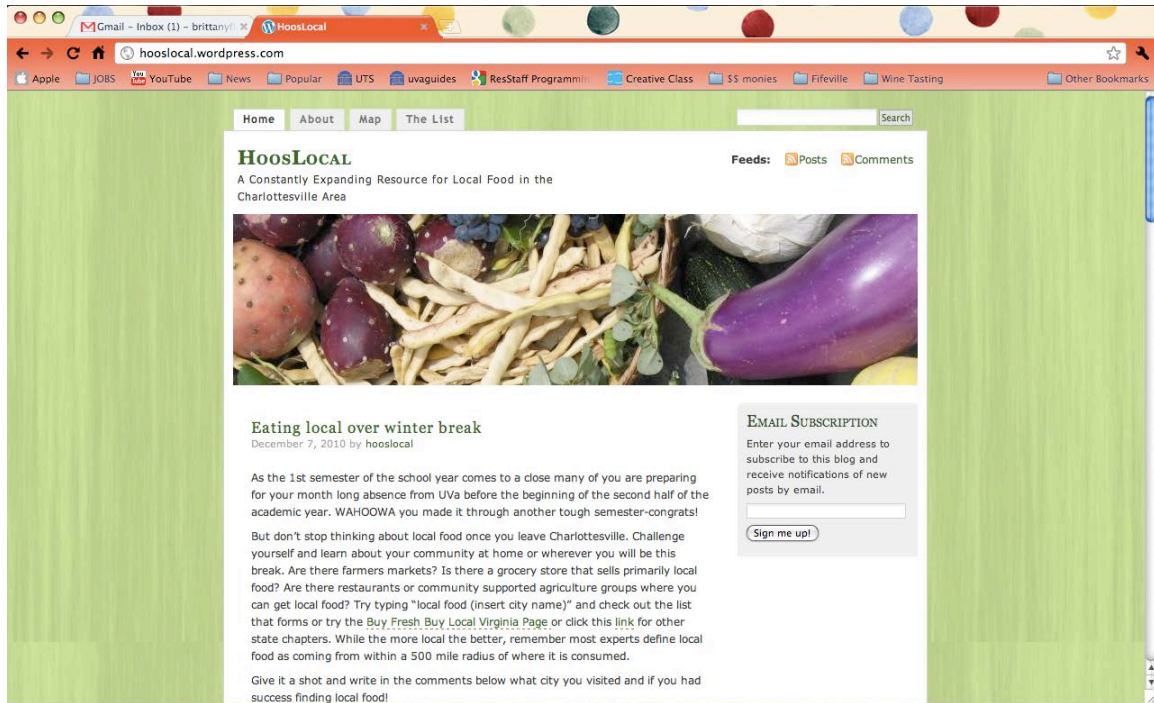 Gmail – Inbox (1) – brittanyf
HoosLocal
hooslocal.wordpress.com
Apple JOBS YouTube News Popular UTS uvaguides ResStaff Programmin Creative Class $$ monies Fifeville Wine Tasting Other Bookmarks
Home About Map The List Search
HoosLocal Feeds: Posts Comments
A Constantly Expanding Resource for Local Food in the
Charlottesville Area
Eating local over winter break
December 7, 2010 by hooslocal
As the 1st semester of the school year comes to a close many of you are preparing
for your month long absence from UVa before the beginning of the second half of the
academic year. WAHOOWA you made it through another tough semester-congrats!
But don’t stop thinking about local food once you leave Charlottesville. Challenge
yourself and learn about your community at home or wherever you will be this
break. Are there farmers markets? Is there a grocery store that sells primarily local
food? Are there restaurants or community supported agriculture groups where you
can get local food? Try typing “local food (insert city name)” and check out the list
that forms or try the Buy Fresh Buy Local Virginia Page or click this link for other
state chapters. While the more local the better, remember most experts define local
food as coming from within a 500 mile radius of where it is consumed.
Give it a shot and write in the comments below what city you visited and if you had
success finding local food!
Email Subscription
Enter your email address to
subscribe to this blog and
receive notifications of new
posts by email.
Sign me up!